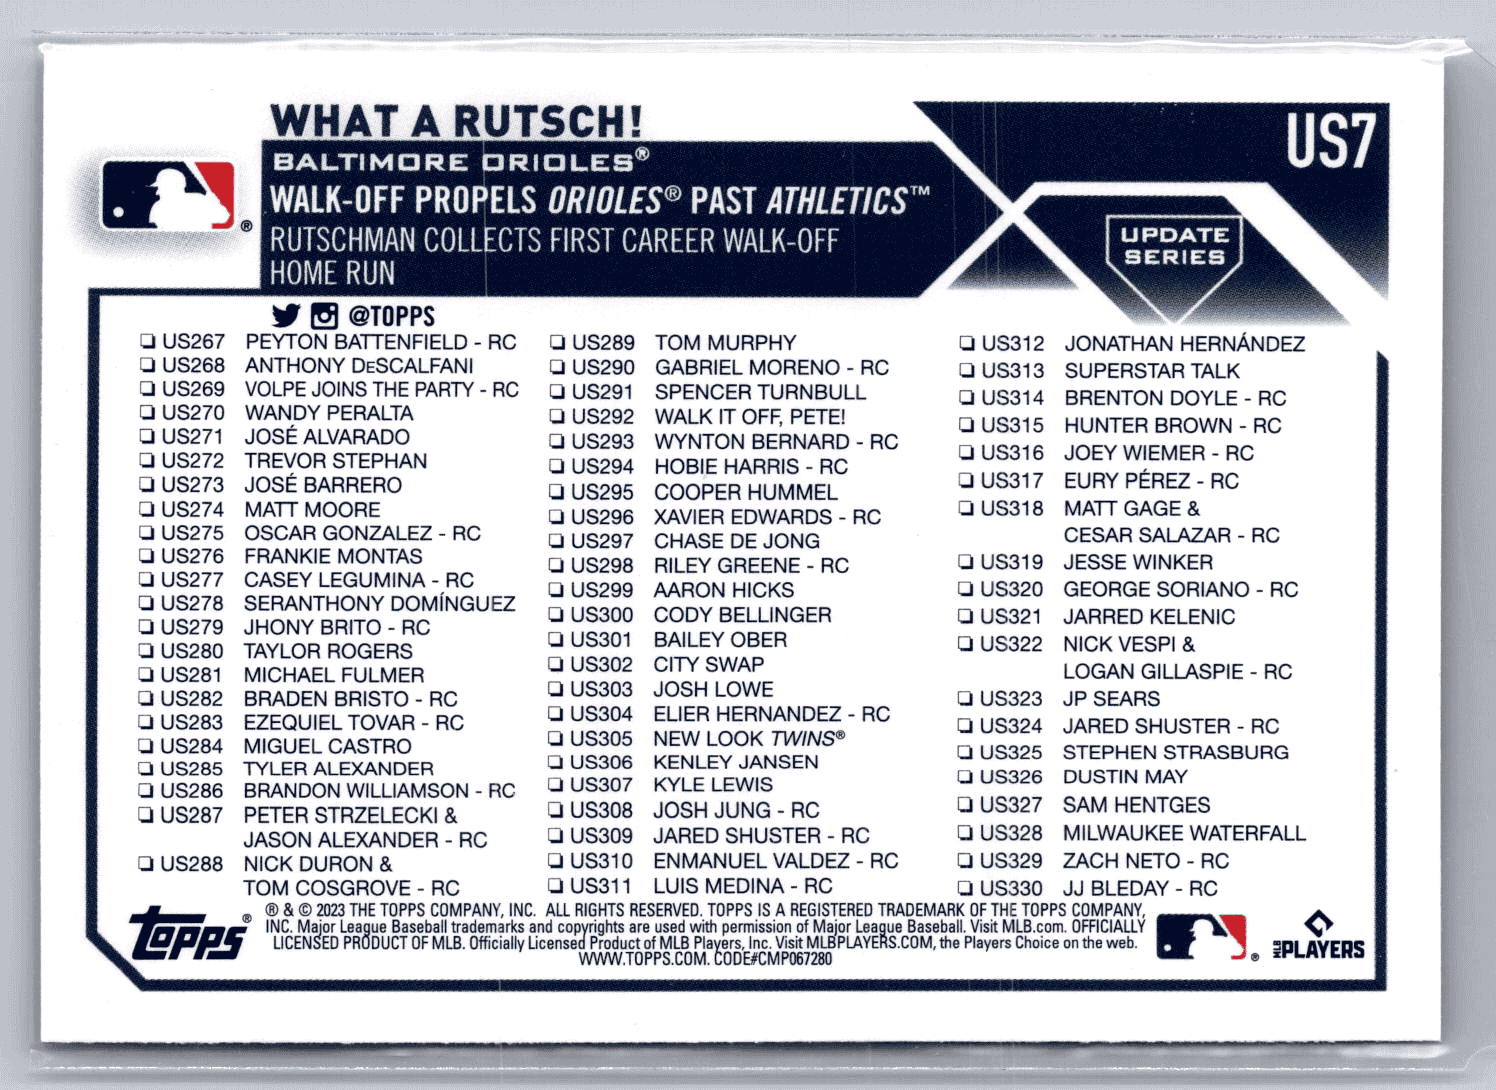 WHAT A RUTSCH!
US7
BALTIMORE ORIOLES®
WALK-OFF PROPELS ORIOLES® PAST ATHLETICS™
RUTSCHMAN COLLECTS FIRST CAREER WALK-OFF
HOME RUN
UPDATE
SERIES
®
@TOPPS
US267 PEYTON BATTENFIELD - RC
US268 ANTHONY DeSCALFANI
US269 VOLPE JOINS THE PARTY - RC
US270 WANDY PERALTA
US271 JOSÉ ALVARADO
US272 TREVOR STEPHAN
US273 JOSÉ BARRERO
US274 MATT MOORE
US275 OSCAR GONZALEZ - RC
US276 FRANKIE MONTAS
US277 CASEY LEGUMINA - RC
US278 SERANTHONY DOMÍNGUEZ
US279 JHONY BRITO - RC
US280 TAYLOR ROGERS
US281 MICHAEL FULMER
US282 BRADEN BRISTO - RC
US283 EZEQUIEL TOVAR - RC
US284 MIGUEL CASTRO
US285 TYLER ALEXANDER
US286 BRANDON WILLIAMSON - RC
US287 PETER STRZELECKI &
JASON ALEXANDER - RC
US288 NICK DURON &
TOM COSGROVE - RC
US289 TOM MURPHY
US290 GABRIEL MORENO - RC
US291 SPENCER TURNBULL
US292 WALK IT OFF, PETE!
US293 WYNTON BERNARD - RC
US294 HOBIE HARRIS - RC
US295 COOPER HUMMEL
US296 XAVIER EDWARDS - RC
US297 CHASE DE JONG
US298 RILEY GREENE - RC
US299 AARON HICKS
US300 CODY BELLINGER
US301 BAILEY OBER
US302 CITY SWAP
US303 JOSH LOWE
US304 ELIER HERNANDEZ - RC
US305 NEW LOOK TWINS®
US306 KENLEY JANSEN
US307 KYLE LEWIS
US308 JOSH JUNG - RC
US309 JARED SHUSTER - RC
US310 ENMANUEL VALDEZ - RC
US311 LUIS MEDINA - RC
US312 JONATHAN HERNÁNDEZ
US313 SUPERSTAR TALK
US314 BRENTON DOYLE - RC
US315 HUNTER BROWN - RC
US316 JOEY WIEMER - RC
US317 EURY PÉREZ - RC
US318 MATT GAGE &
CESAR SALAZAR - RC
US319 JESSE WINKER
US320 GEORGE SORIANO - RC
US321 JARRED KELENIC
US322 NICK VESPI &
LOGAN GILLASPIE - RC
US323 JP SEARS
US324 JARED SHUSTER - RC
US325 STEPHEN STRASBURG
US326 DUSTIN MAY
US327 SAM HENTGES
US328 MILWAUKEE WATERFALL
US329 ZACH NETO - RC
US330 JJ BLEDAY - RC
TOPPS®
® & © 2023 THE TOPPS COMPANY, INC. ALL RIGHTS RESERVED. TOPPS IS A REGISTERED TRADEMARK OF THE TOPPS COMPANY,
INC. Major League Baseball trademarks and copyrights are used with permission of Major League Baseball. Visit MLB.com. OFFICIALLY
LICENSED PRODUCT OF MLB. Officially Licensed Product of MLB Players, Inc. Visit MLBPLAYERS.COM, the Players Choice on the web.
WWW.TOPPS.COM. CODE#CMP067280
®
MLB PLAYERS